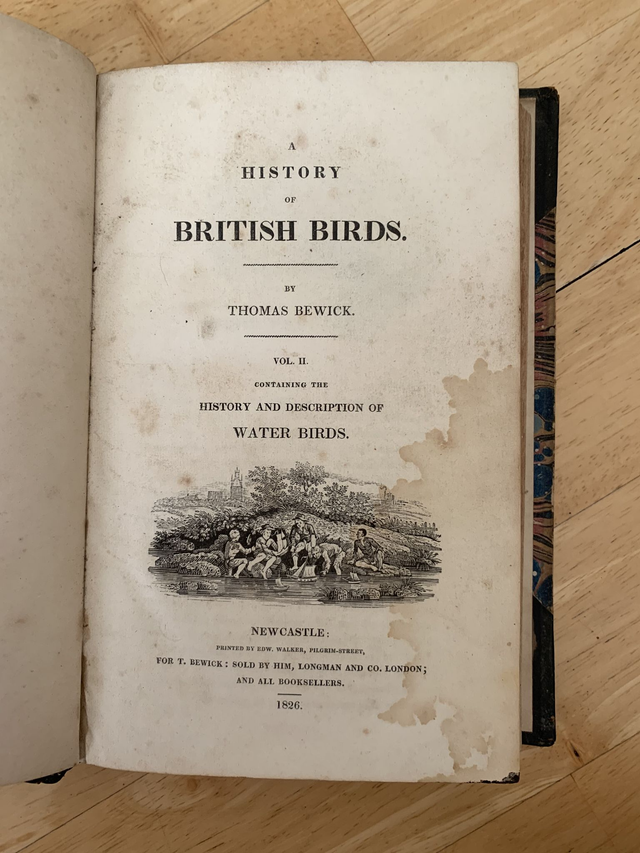 A
HISTORY
OF
BRITISH BIRDS.
BY
THOMAS BEWICK.
VOL. II.
CONTAINING THE
HISTORY AND DESCRIPTION OF
WATER BIRDS.
NEWCASTLE:
PRINTED BY EDW. WALKER, PILGRIM-STREET,
FOR T. BEWICK: SOLD BY HIM, LONGMAN AND CO. LONDON;
AND ALL BOOKSELLERS.
1826.